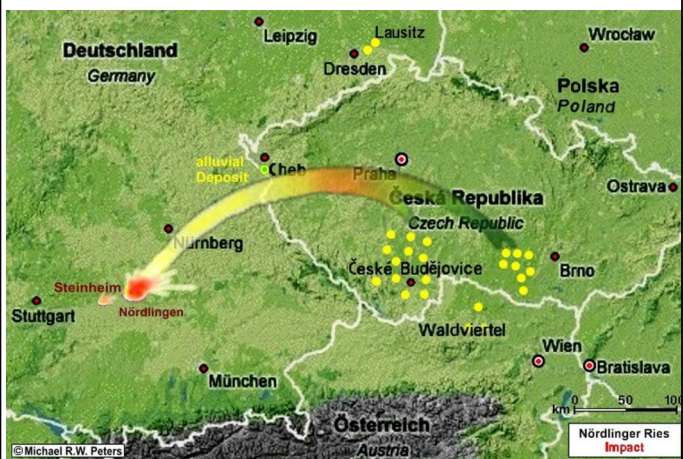 Leipzig
Lausitz
Wrocław
Deutschland
Germany
Dresden
Polska
Poland
alluvial
Deposit
Cheb
Praha
Ostrava
Česká Republika
Czech Republic
Nürnberg
Steinheim
České Budějovice
Brno
Stuttgart
Nördlingen
Waldviertel
Wien
Bratislava
München
km
0 50 100
Österreich
Austria
Nördlinger Ries
Impact
©Michael R.W. Peters